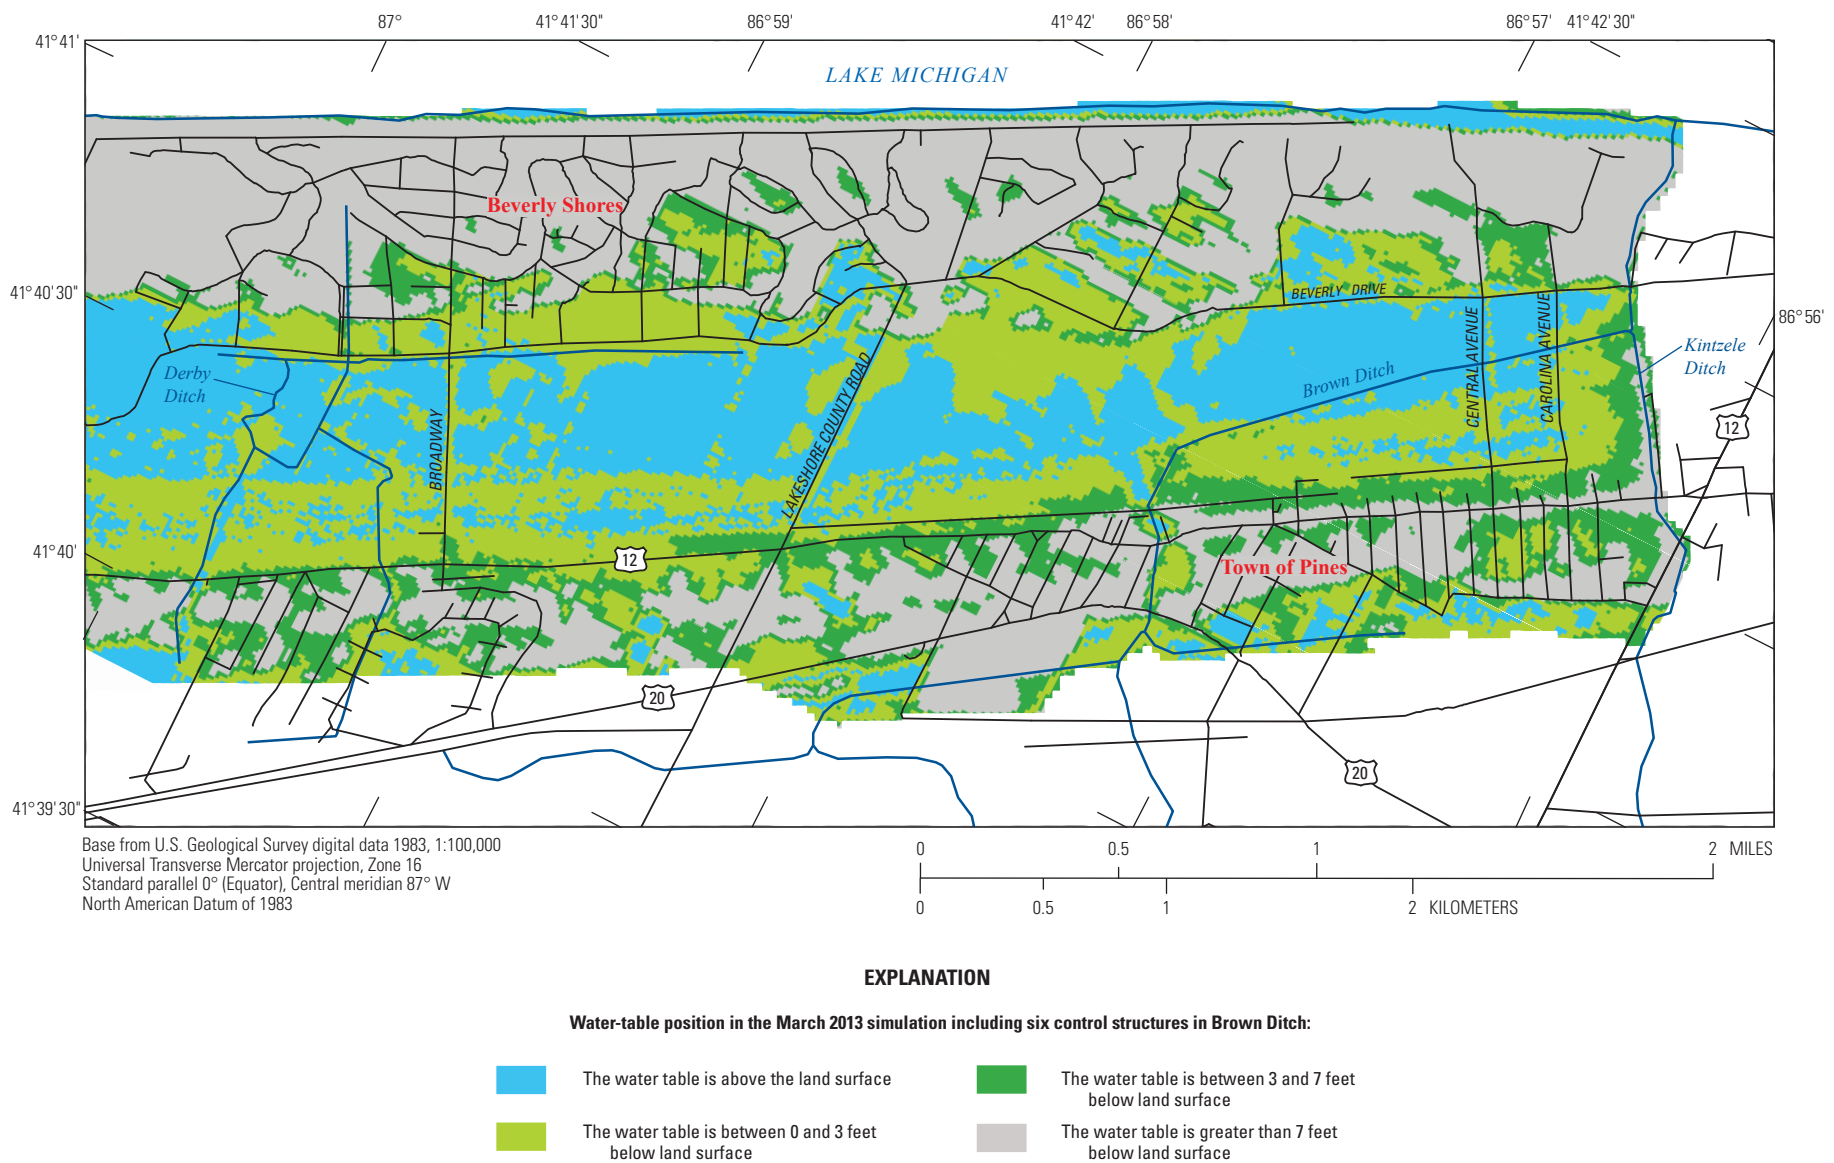 87°
41°41'30"
86°59'
41°42'
86°58'
86°57'
41°42'30"
41°41'
LAKE MICHIGAN
Beverly Shores
41°40'30"
BEVERLY DRIVE
86°56'
Derby
Ditch
BROADWAY
LAKESHORE COUNTY ROAD
Brown Ditch
CENTRAL AVENUE
CAROLINA AVENUE
Kintzele
Ditch
12
41°40'
12
Town of Pines
20
20
41°39'30"
Base from U.S. Geological Survey digital data 1983, 1:100,000
Universal Transverse Mercator projection, Zone 16
Standard parallel 0° (Equator), Central meridian 87° W
North American Datum of 1983
0 0.5 1 2 MILES
0 0.5 1 2 KILOMETERS
EXPLANATION
Water-table position in the March 2013 simulation including six control structures in Brown Ditch:
The water table is above the land surface
The water table is between 0 and 3 feet
below land surface
The water table is between 3 and 7 feet
below land surface
The water table is greater than 7 feet
below land surface